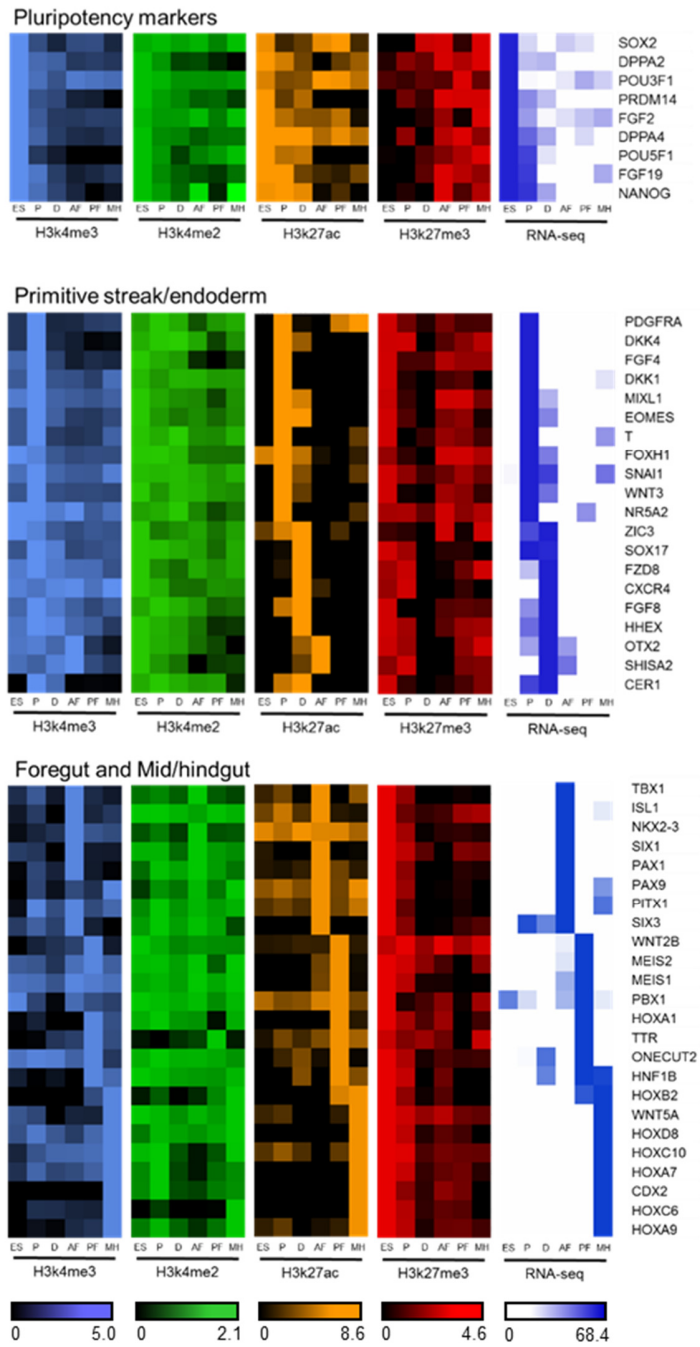 Pluripotency markers
SOX2
DPPA2
POU3F1
PRDM14
FGF2
DPPA4
POU5F1
FGF19
NANOG
ES P D AF PF MH ES P D AF PF MH ES P D AF PF MH ES P D AF PF MH ES P D AF PF MH
H3k4me3 H3k4me2 H3k27ac H3K27me3 RNA-seq
Primitive streak/endoderm
PDGFRA
DKK4
FGF4
DKK1
MIXL1
EOMES
T
FOXH1
SNAI1
WNT3
NR5A2
ZIC3
SOX17
FZD8
CXCR4
FGF8
HHEX
OTX2
SHISA2
CER1
ES P D AF PF MH ES P D AF PF MH ES P D AF PF MH ES P D AF PF MH ES P D AF PF MH
H3k4me3 H3k4me2 H3k27ac H3K27me3 RNA-seq
Foregut and Mid/hindgut
TBX1
ISL1
NKX2-3
SIX1
PAX1
PAX9
PITX1
SIX3
WNT2B
MEIS2
MEIS1
PBX1
HOXA1
TTR
ONECUT2
HNF1B
HOXB2
WNT5A
HOXD8
HOXC10
HOXA7
CDX2
HOXC6
HOXA9
ES P D AF PF MH ES P D AF PF MH ES P D AF PF MH ES P D AF PF MH ES P D AF PF MH
H3k4me3 H3k4me2 H3k27ac H3K27me3 RNA-seq
0 5.0 0 2.1 0 8.6 0 4.6 0 68.4